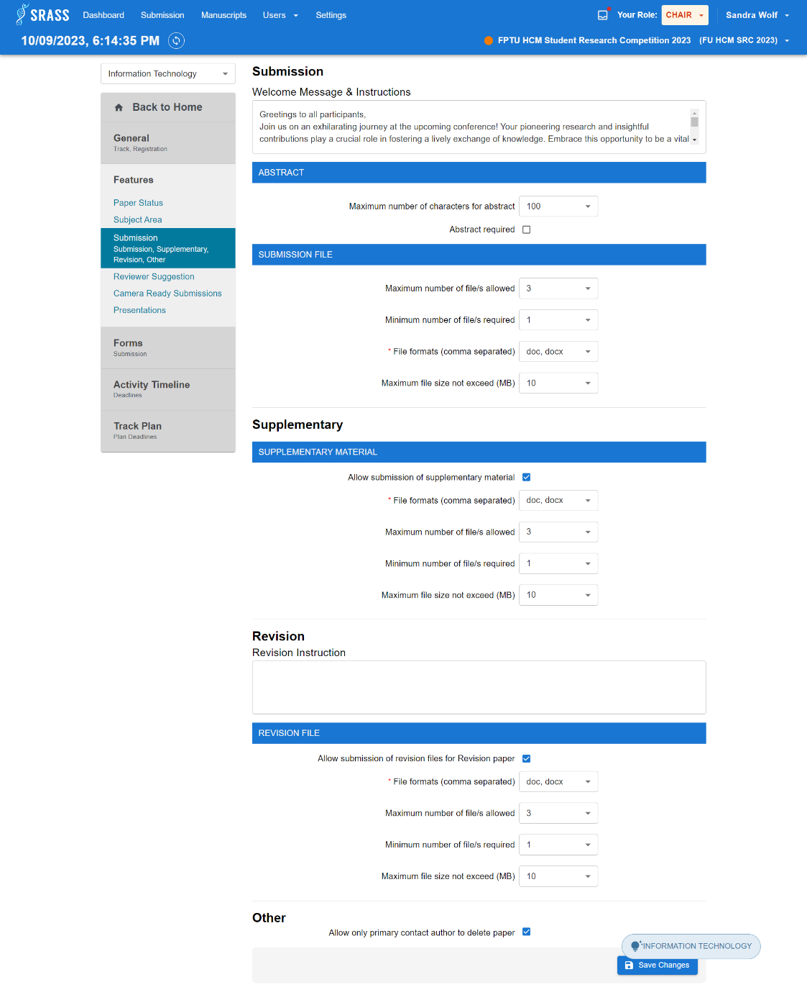 SRASS Dashboard Submission Manuscripts Users Settings Your Role: CHAIR Sandra Wolf
10/09/2023, 6:14:35 PM FPTU HCM Student Research Competition 2023 (FU HCM SRC 2023)
Information Technology
Back to Home
General
Track, Registration
Features
Paper Status
Subject Area
Submission
Submission, Supplementary,
Revision, Other
Reviewer Suggestion
Camera Ready Submissions
Presentations
Forms
Submission
Activity Timeline
Deadlines
Track Plan
Plan Deadlines
Submission
Welcome Message & Instructions
Greetings to all participants,
Join us on an exhilarating journey at the upcoming conference! Your pioneering research and insightful
contributions play a crucial role in fostering a lively exchange of knowledge. Embrace this opportunity to be a vital
ABSTRACT
Maximum number of characters for abstract 100
Abstract required
SUBMISSION FILE
Maximum number of file/s allowed 3
Minimum number of file/s required 1
* File formats (comma separated) doc, docx
Maximum file size not exceed (MB) 10
Supplementary
SUPPLEMENTARY MATERIAL
Allow submission of supplementary material
* File formats (comma separated) doc, docx
Maximum number of file/s allowed 3
Minimum number of file/s required 1
Maximum file size not exceed (MB) 10
Revision
Revision Instruction
REVISION FILE
Allow submission of revision files for Revision paper
* File formats (comma separated) doc, docx
Maximum number of file/s allowed 3
Minimum number of file/s required 1
Maximum file size not exceed (MB) 10
Other
Allow only primary contact author to delete paper
INFORMATION TECHNOLOGY
Save Changes